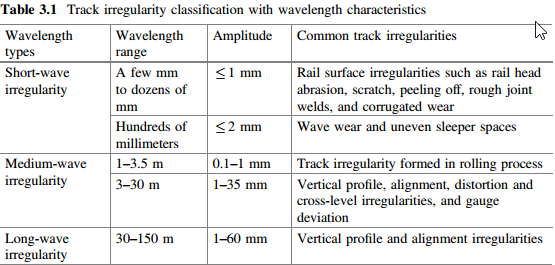 Table 3.1 Track irregularity classification with wavelength characteristics
Wavelength types | Wavelength range | Amplitude | Common track irregularities
Short-wave irregularity | A few mm to dozens of mm | ≤1 mm | Rail surface irregularities such as rail head abrasion, scratch, peeling off, rough joint welds, and corrugated wear
Hundreds of millimeters | ≤2 mm | Wave wear and uneven sleeper spaces
Medium-wave irregularity | 1–3.5 m | 0.1–1 mm | Track irregularity formed in rolling process
3–30 m | 1–35 mm | Vertical profile, alignment, distortion and cross-level irregularities, and gauge deviation
Long-wave irregularity | 30–150 m | 1–60 mm | Vertical profile and alignment irregularities